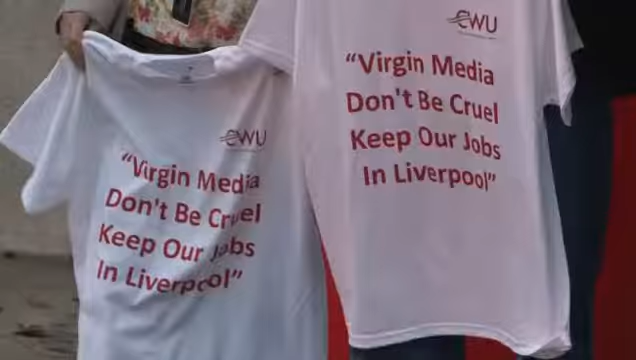 CWU
“Virgin Media
Don't Be Cruel
Keep Our Jobs
In Liverpool”
CWU
“Virgin Media
Don't Be Cruel
Keep Our Jobs
In Liverpool”